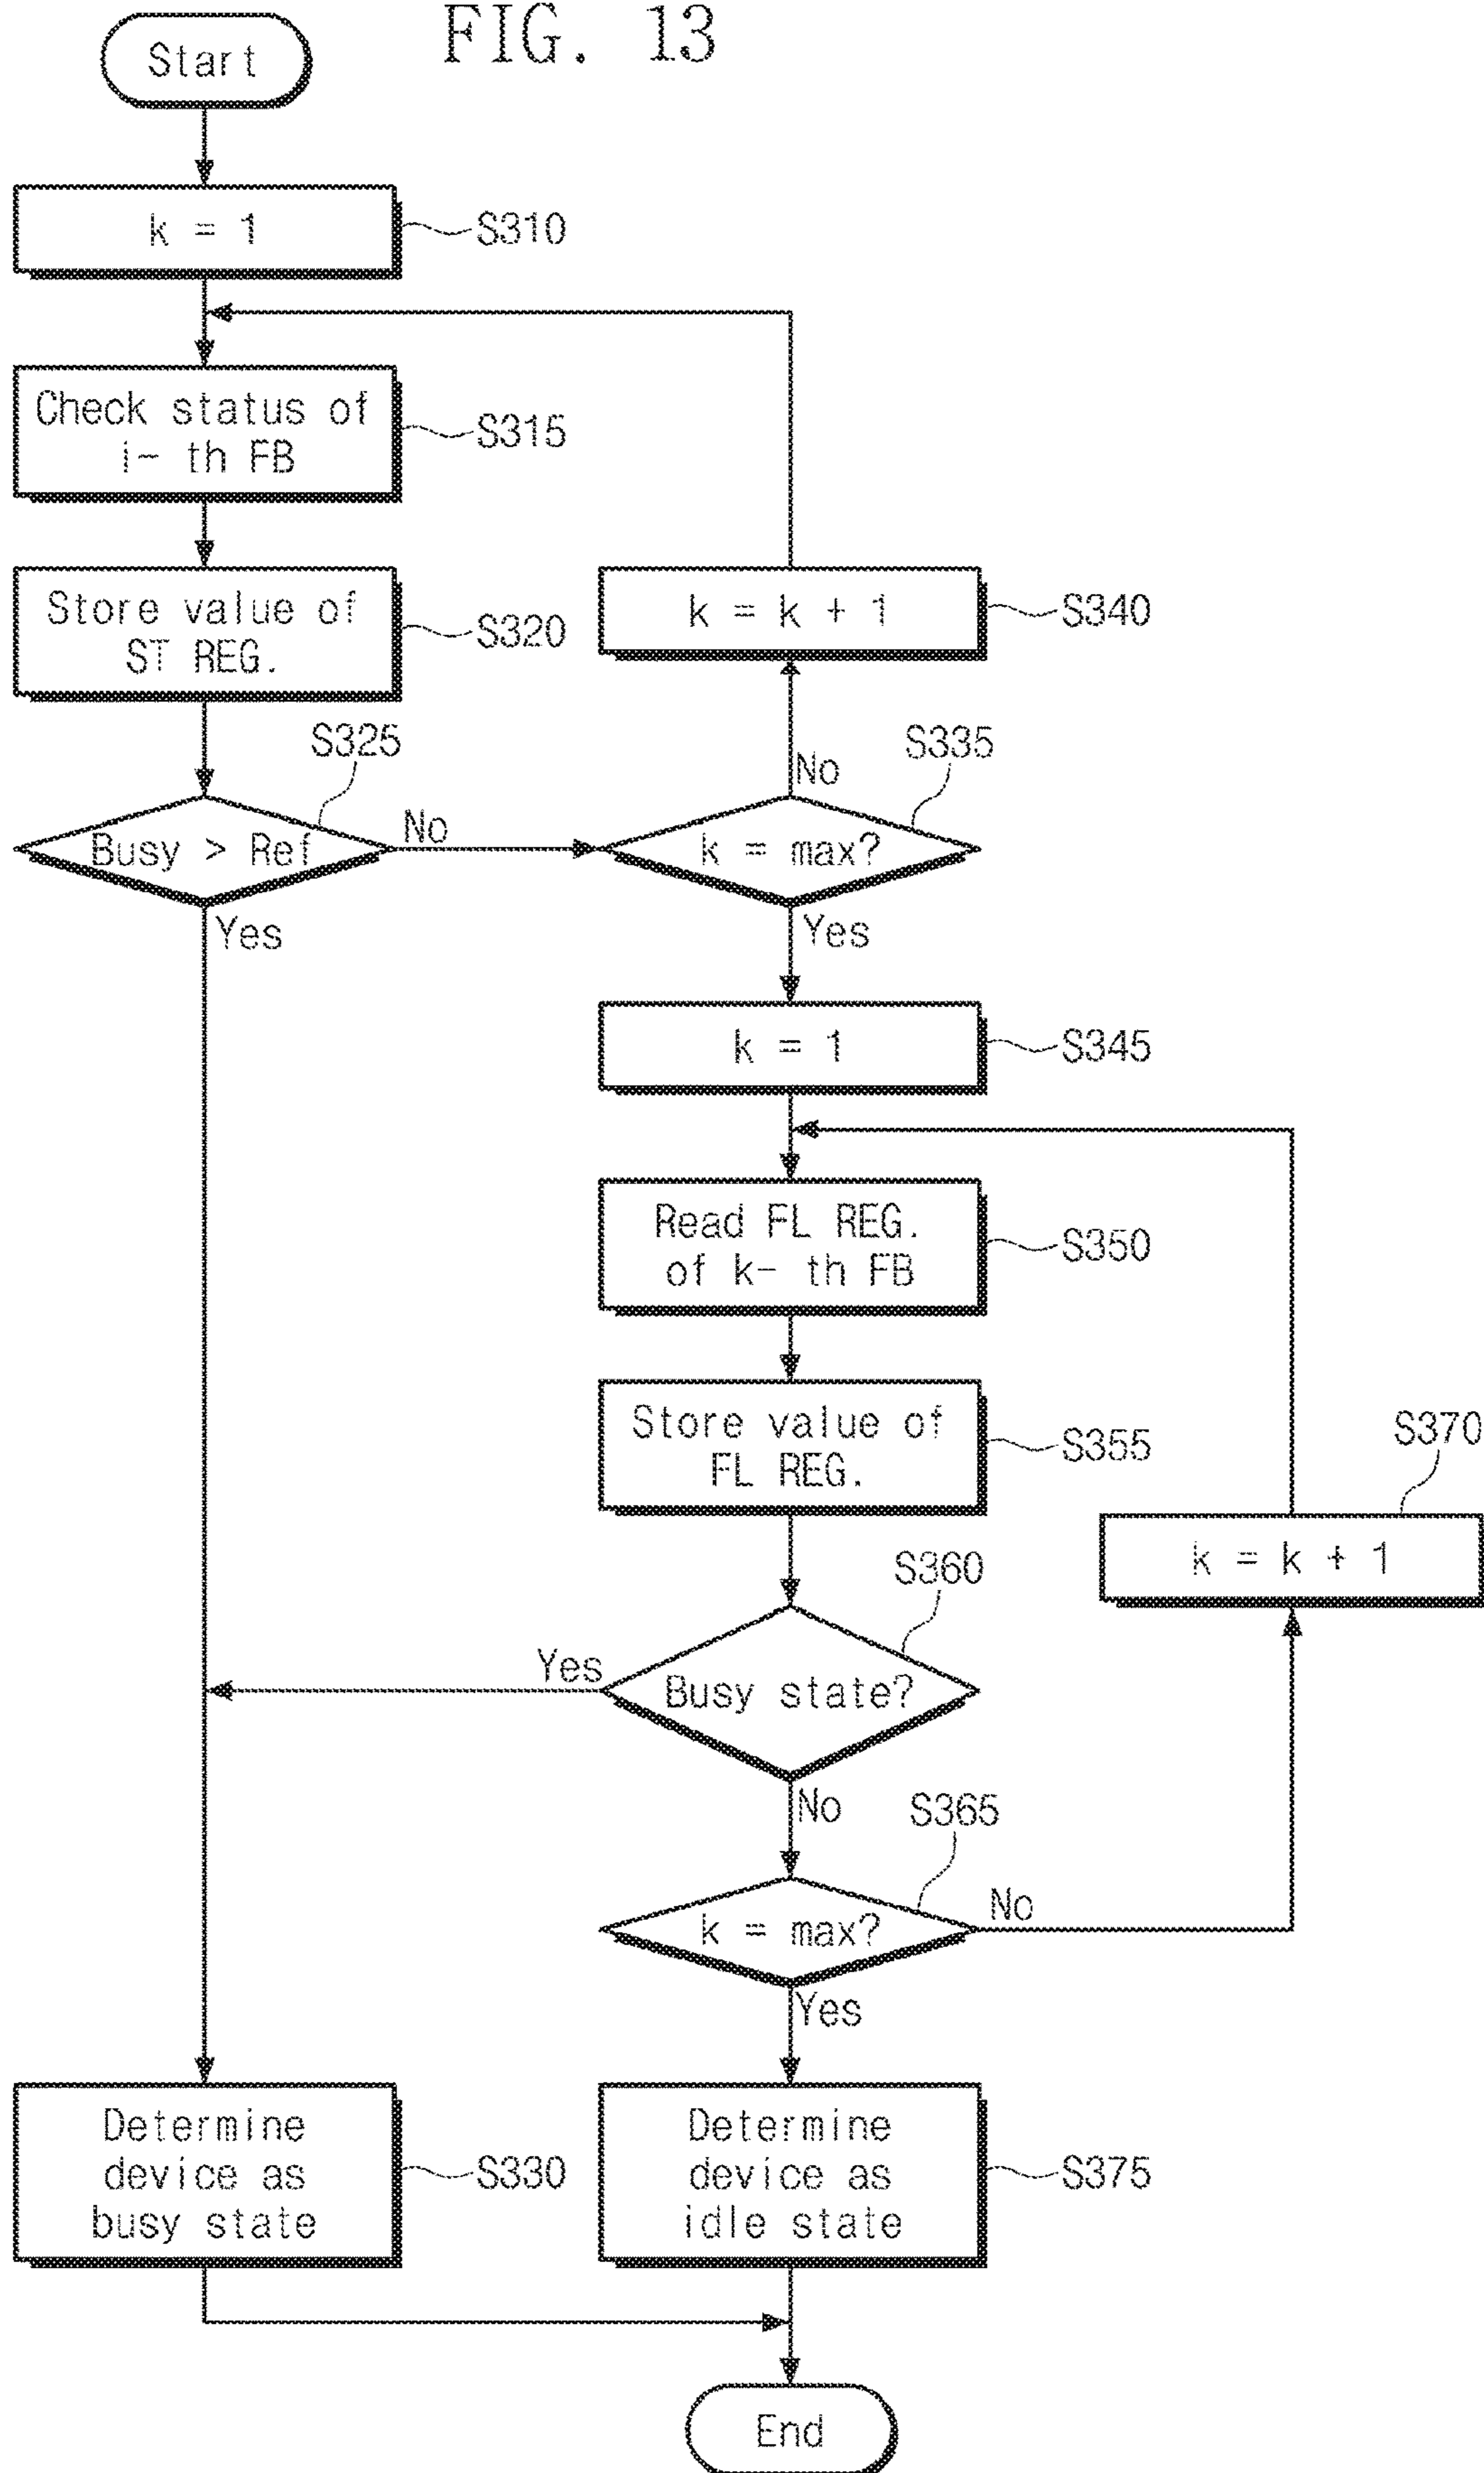 FIG. 13
Start
k = 1
S310
Check status of
i- th FB
S315
Store value of
ST REG.
S320
k = k + 1
S340
S325
Busy > Ref
No
Yes
S335
No
k = max?
Yes
k = 1
S345
Read FL REG.
of k- th FB
S350
Store value of
FL REG.
S355
S370
k = k + 1
S360
Yes
Busy state?
No
S365
k = max?
No
Yes
Determine
device as
busy state
S330
Determine
device as
idle state
S375
End